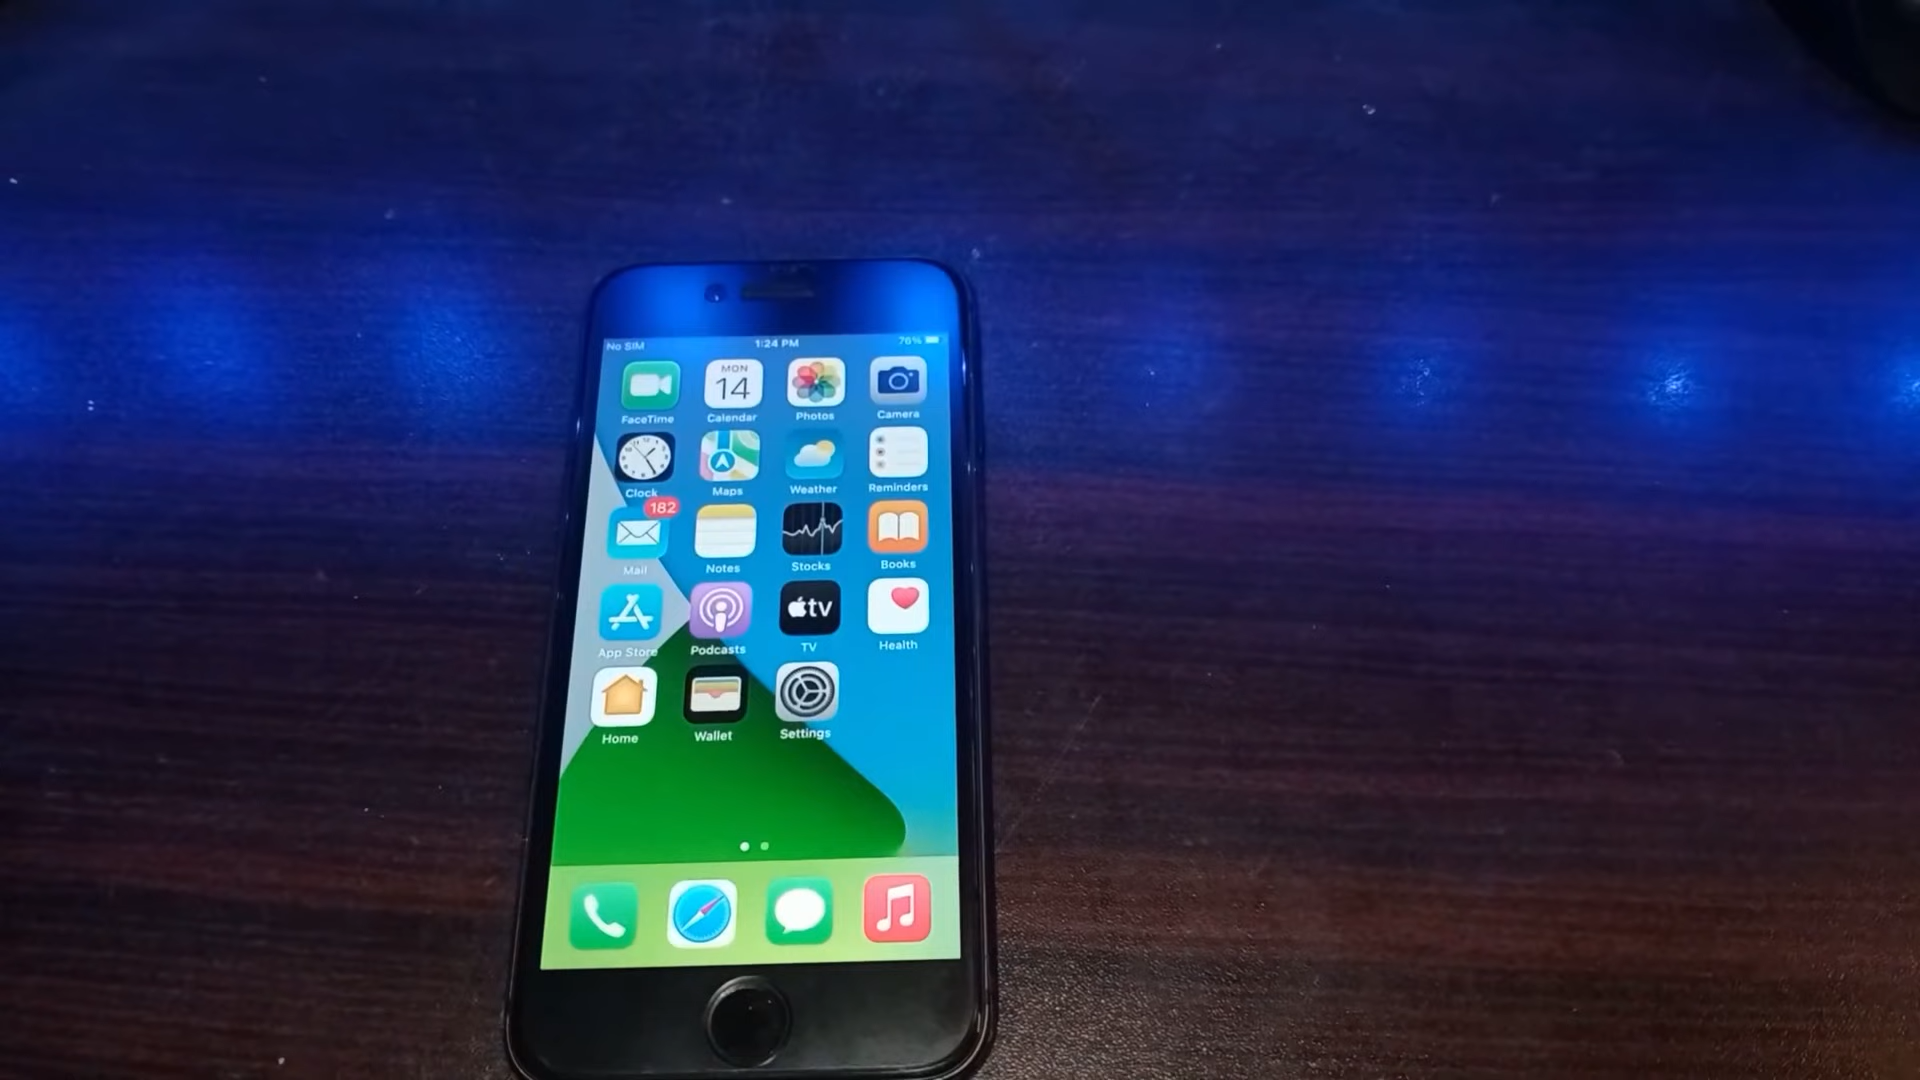 No SIM 1:24 PM 76%
MON
14
FaceTime Calendar Photos Camera
Clock Maps Weather Reminders
182
Mail Notes Stocks Books
tv
App Store Podcasts TV Health
Home Wallet Settings